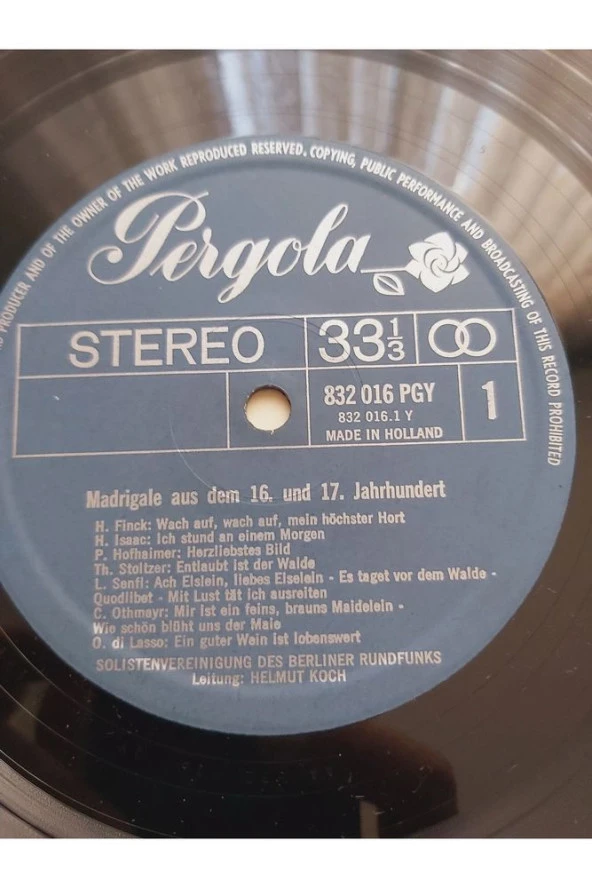 PRODUCER AND OF THE OWNER OF THE WORK REPRODUCED RESERVED. COPYING, PUBLIC PERFORMANCE AND BROADCASTING OF THIS RECORD PROHIBITED
Pergola
STEREO 33 1/3
832 016 PGY 1
832 016.1 Y
MADE IN HOLLAND
Madrigale aus dem 16. und 17. Jahrhundert
H. Finck: Wach auf, wach auf, mein höchster Hort
H. Isaac: Ich stund an einem Morgen
P. Hofhaimer: Herzliebstes Bild
Th. Stoltzer: Entlaubt ist der Walde
L. Senfl: Ach Elslein, liebes Elselein - Es taget vor dem Walde -
Quodlibet - Mit Lust tät ich ausreiten
C. Othmayr: Mir ist ein feins, brauns Maidelein -
Wie schön blüht uns der Maie
O. di Lasso: Ein guter Wein ist lobenswert
SOLISTENVEREINIGUNG DES BERLINER RUNDFUNKS
Leitung: HELMUT KOCH